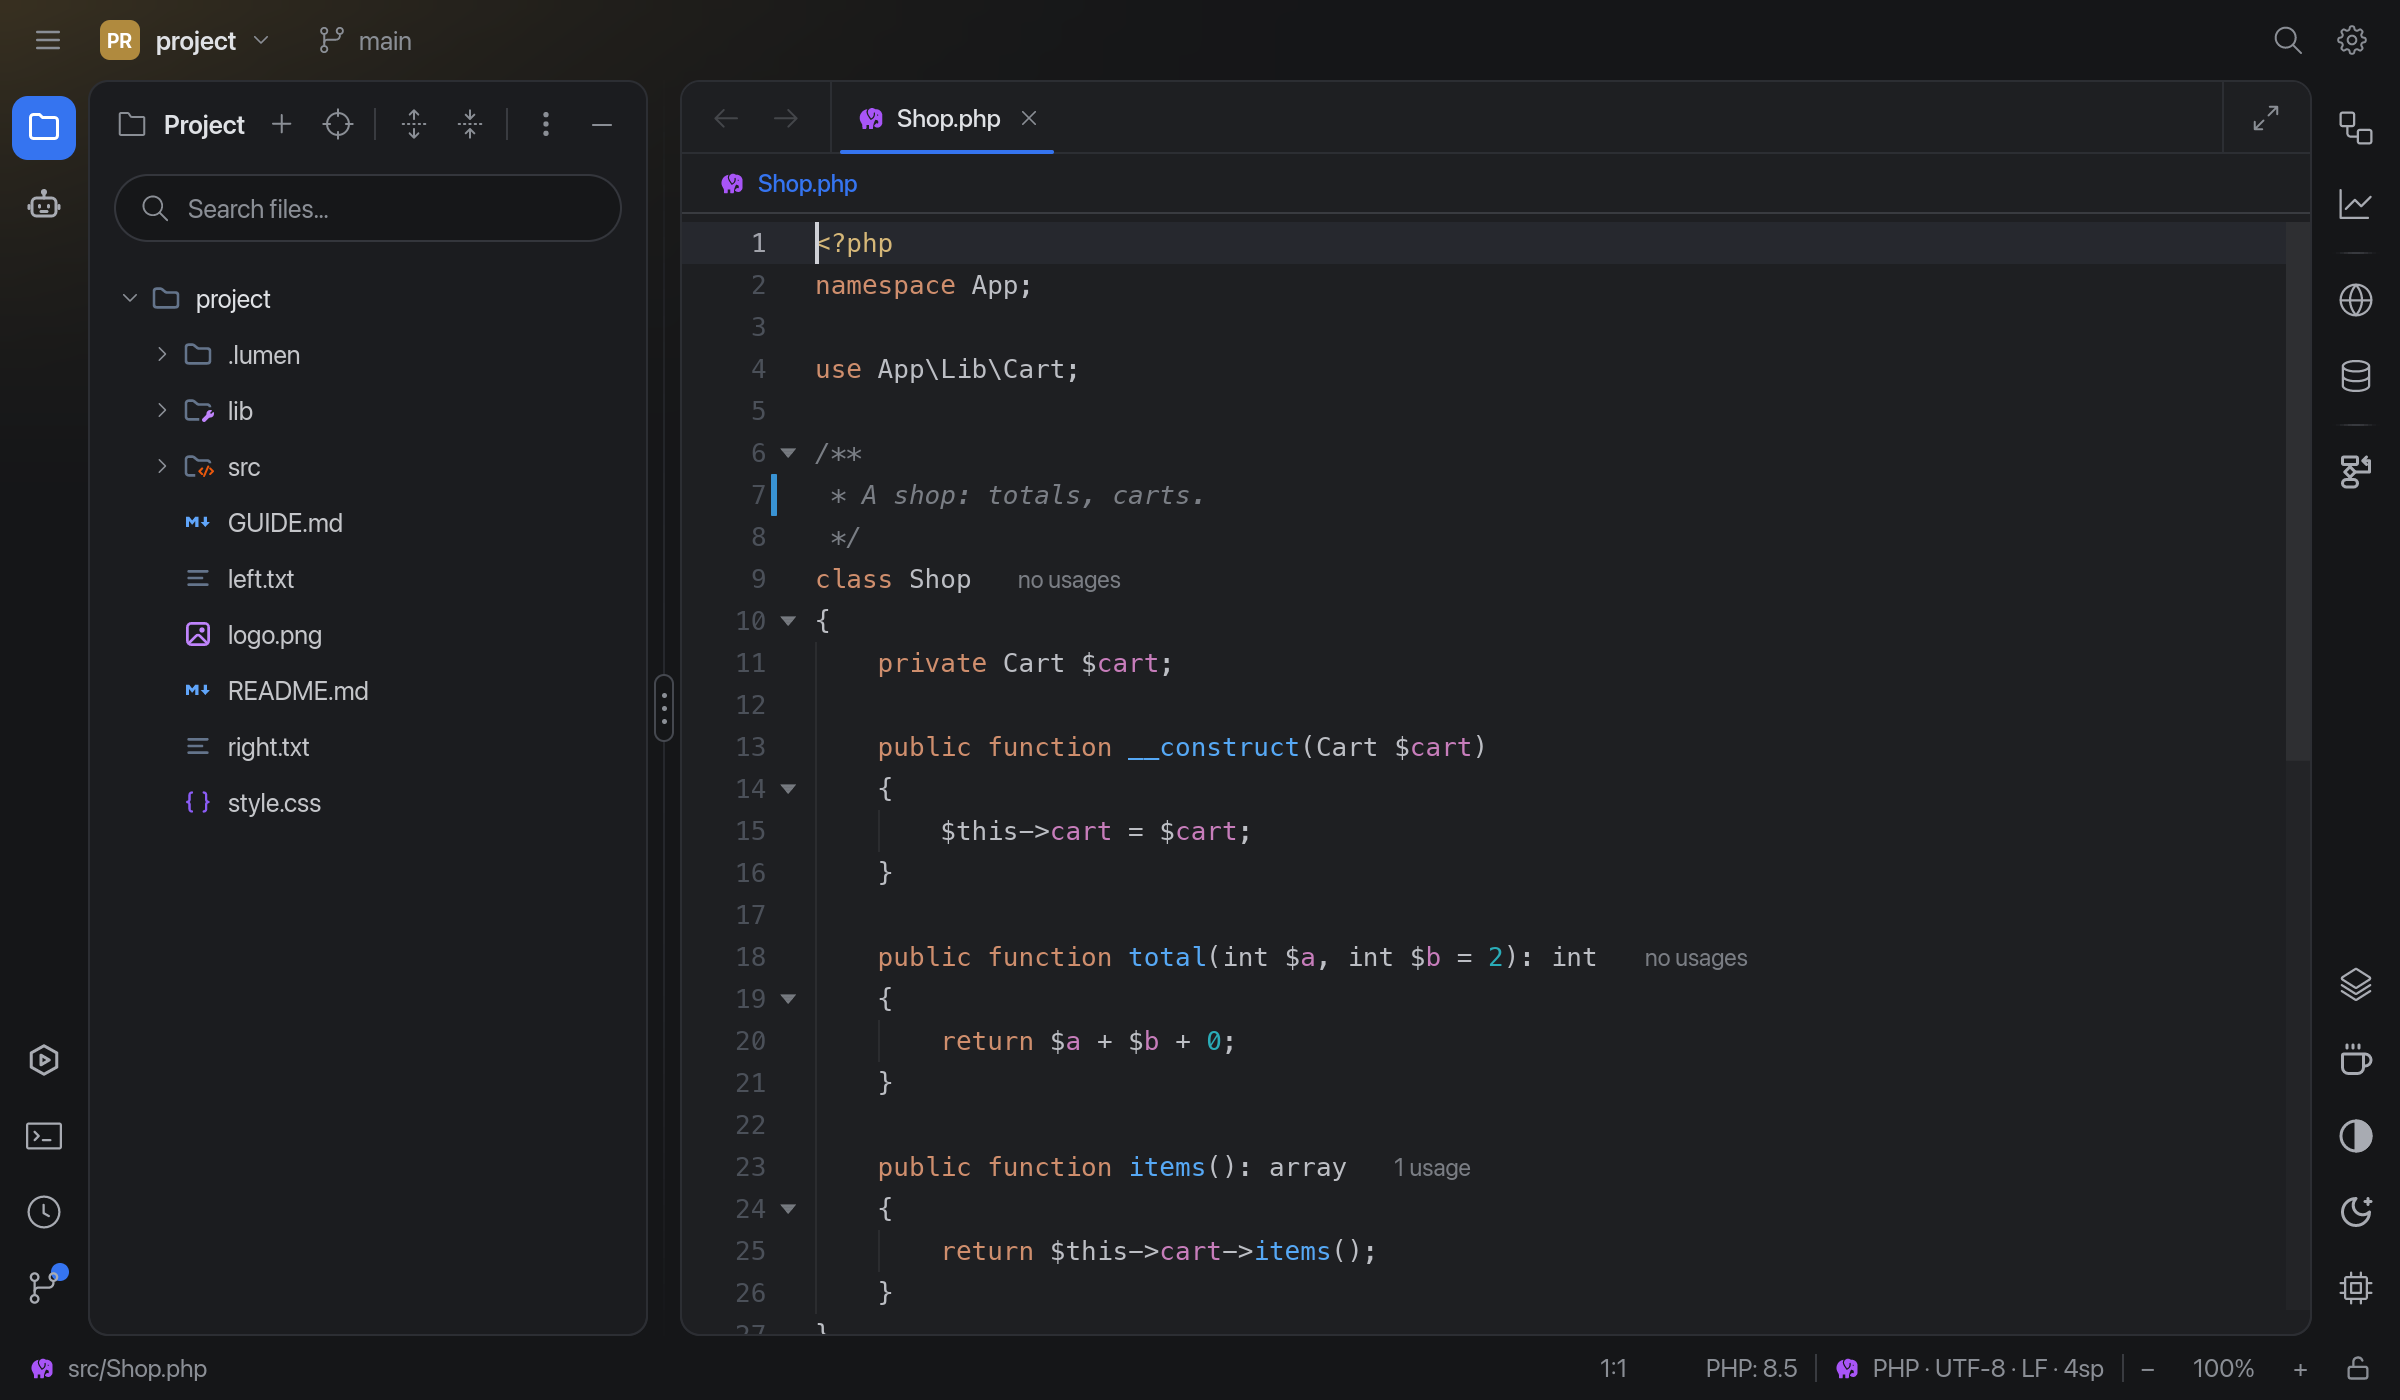 PR project main
Project
Shop.php
Search files...
Shop.php
project
.lumen
lib
src
GUIDE.md
left.txt
logo.png
README.md
right.txt
style.css
1 <?php
2 namespace App;
3
4 use App\Lib\Cart;
5
6 /**
7  * A shop: totals, carts.
8  */
9 class Shop no usages
10 {
11     private Cart $cart;
12
13     public function __construct(Cart $cart)
14     {
15         $this->cart = $cart;
16     }
17
18     public function total(int $a, int $b = 2): int no usages
19     {
20         return $a + $b + 0;
21     }
22
23     public function items(): array 1 usage
24     {
25         return $this->cart->items();
26     }
27 }
src/Shop.php
1:1 PHP: 8.5 PHP · UTF-8 · LF · 4sp − 100% +